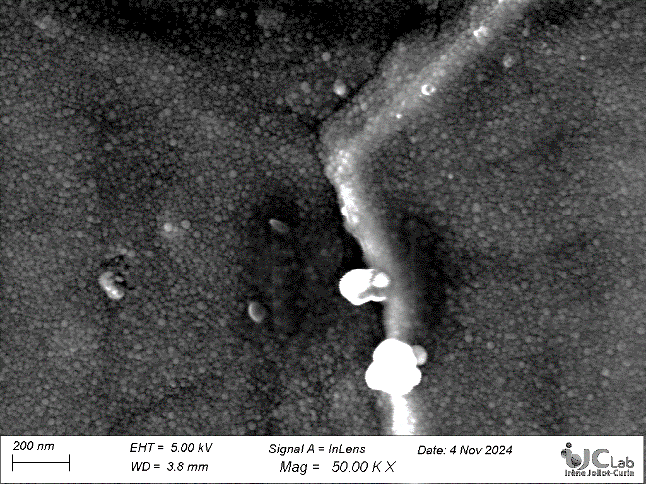 200 nm
EHT = 5.00 kV
Signal A = InLens
Date: 4 Nov 2024
WD = 3.8 mm
Mag = 50.00 K X
IJCLab
Irène Joliot-Curie